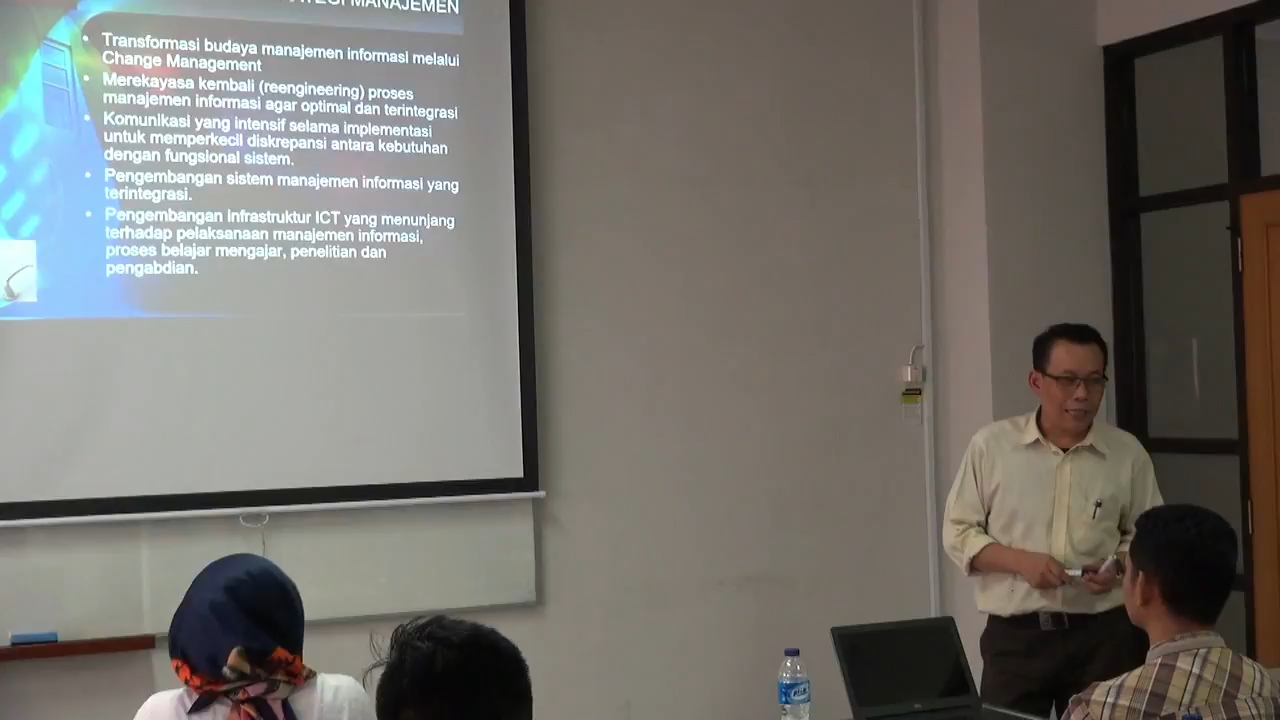 MANAJEMEN
• Transformasi budaya manajemen informasi melalui
Change Management
• Merekayasa kembali (reengineering) proses
manajemen informasi agar optimal dan terintegrasi
• Komunikasi yang intensif selama implementasi
untuk memperkecil diskrepansi antara kebutuhan
dengan fungsional sistem.
• Pengembangan sistem manajemen informasi yang
terintegrasi.
• Pengembangan infrastruktur ICT yang menunjang
terhadap pelaksanaan manajemen informasi,
proses belajar mengajar, penelitian dan
pengabdian.